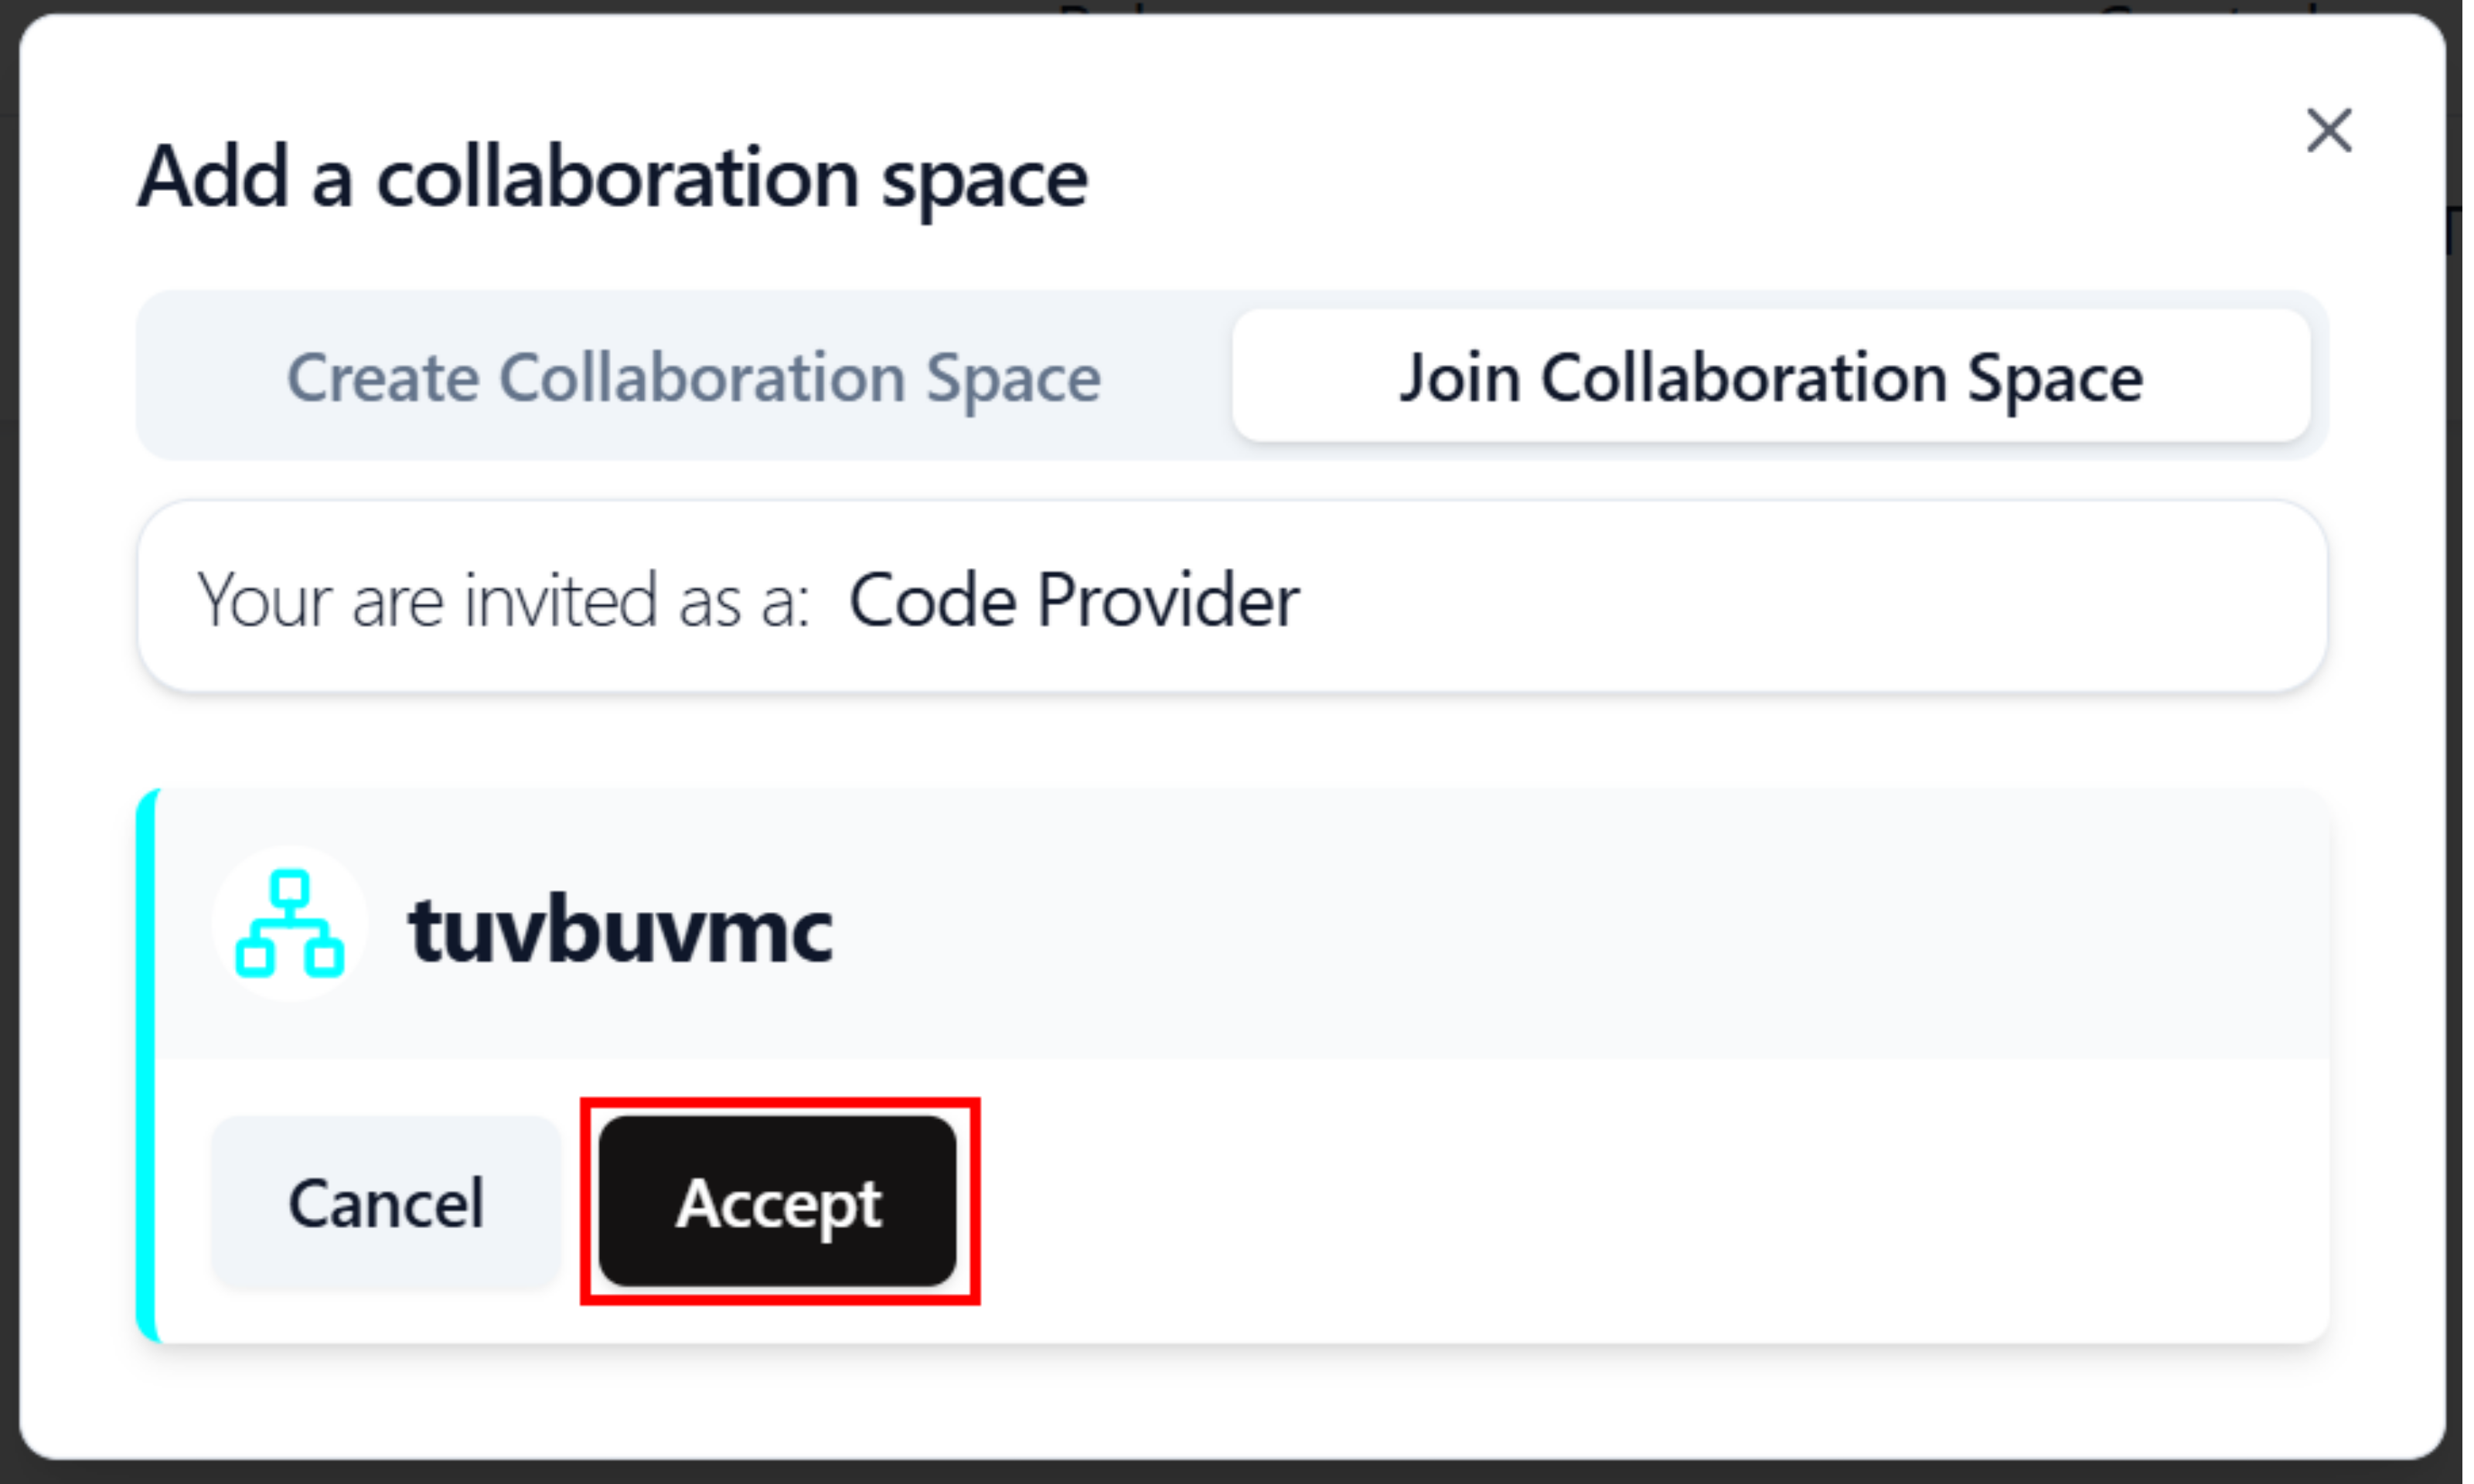 Add a collaboration space
Create Collaboration Space
Join Collaboration Space
Your are invited as a: Code Provider
tuvbuvmc
Cancel
Accept